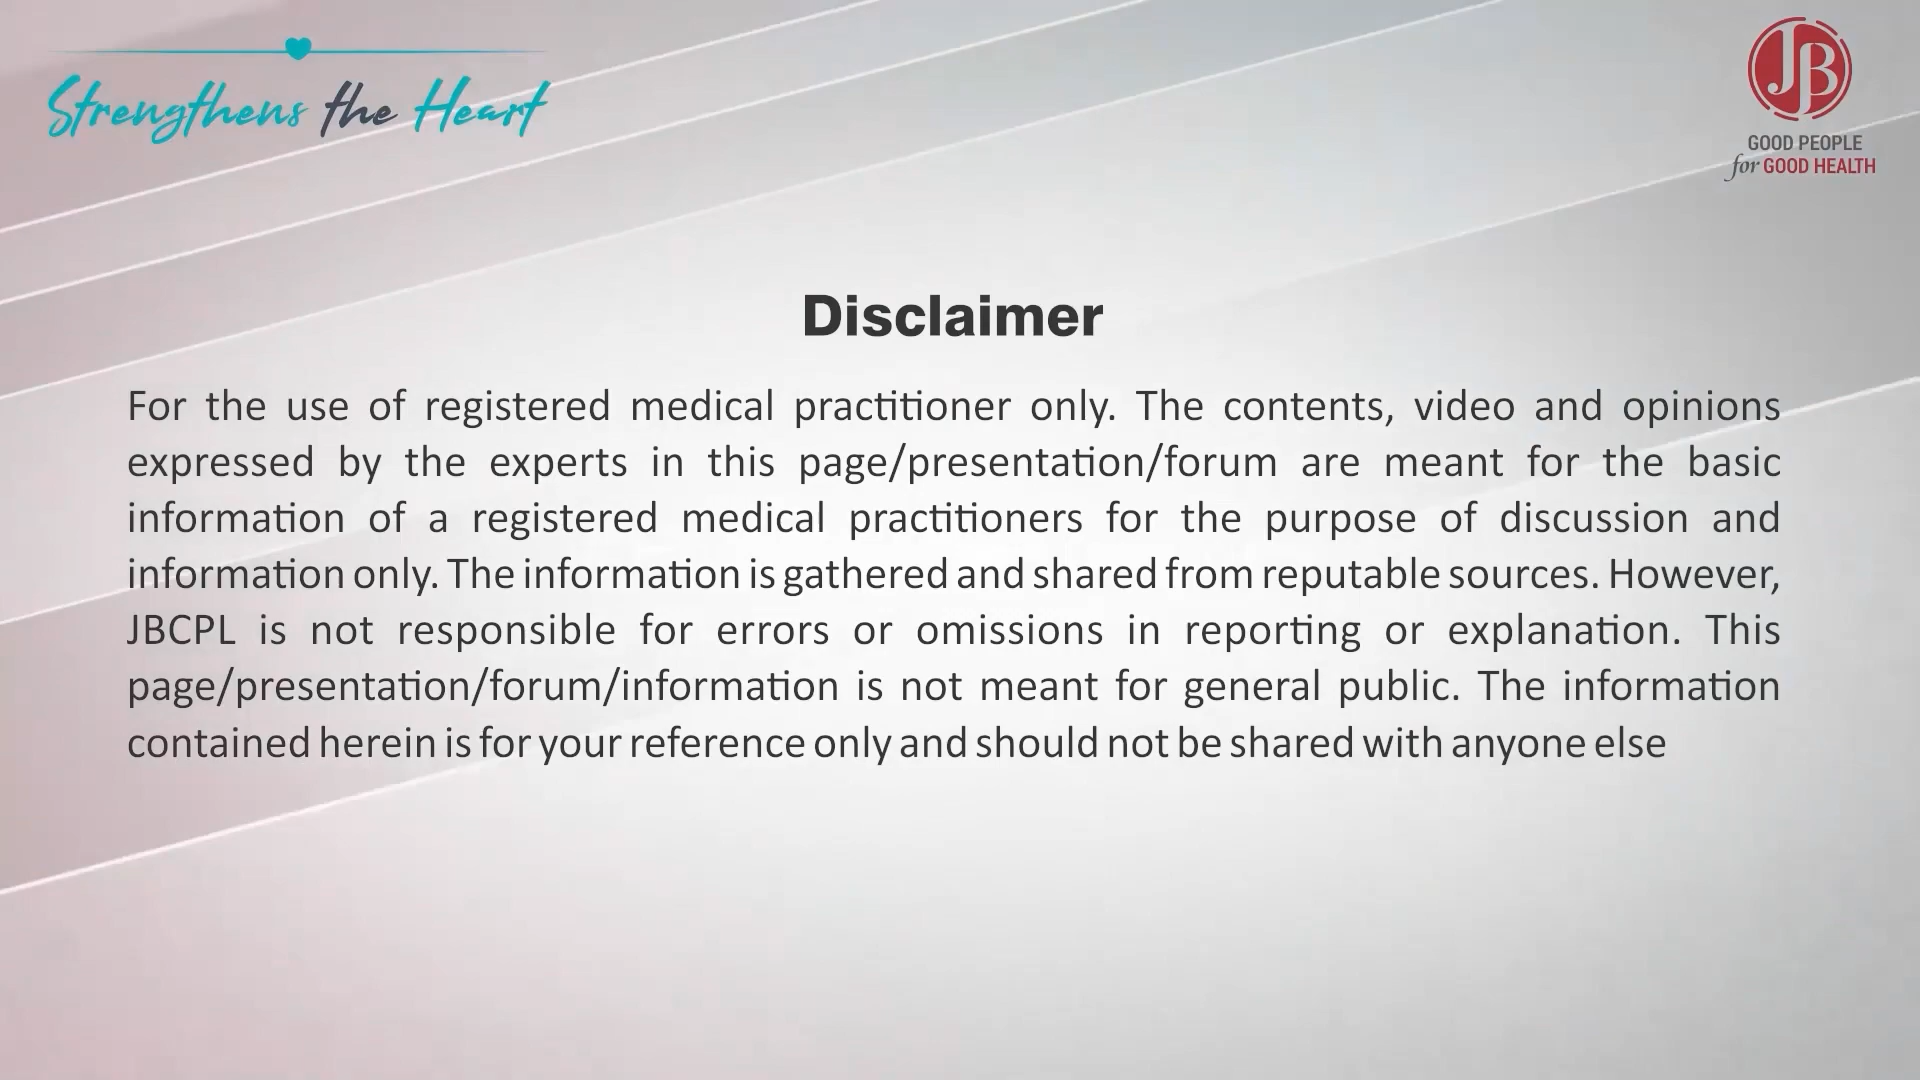 Strengthens the Heart
JB
GOOD PEOPLE
for GOOD HEALTH
Disclaimer
For the use of registered medical practitioner only. The contents, video and opinions
expressed by the experts in this page/presentation/forum are meant for the basic
information of a registered medical practitioners for the purpose of discussion and
information only. The information is gathered and shared from reputable sources. However,
JBCPL is not responsible for errors or omissions in reporting or explanation. This
page/presentation/forum/information is not meant for general public. The information
contained herein is for your reference only and should not be shared with anyone else